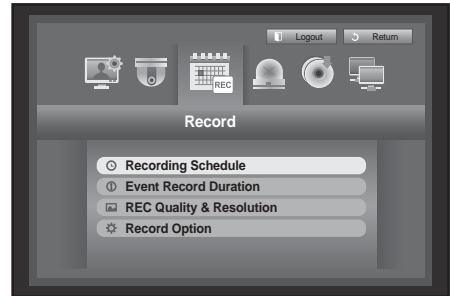 Logout Return
REC
Record
Recording Schedule
Event Record Duration
REC Quality & Resolution
Record Option